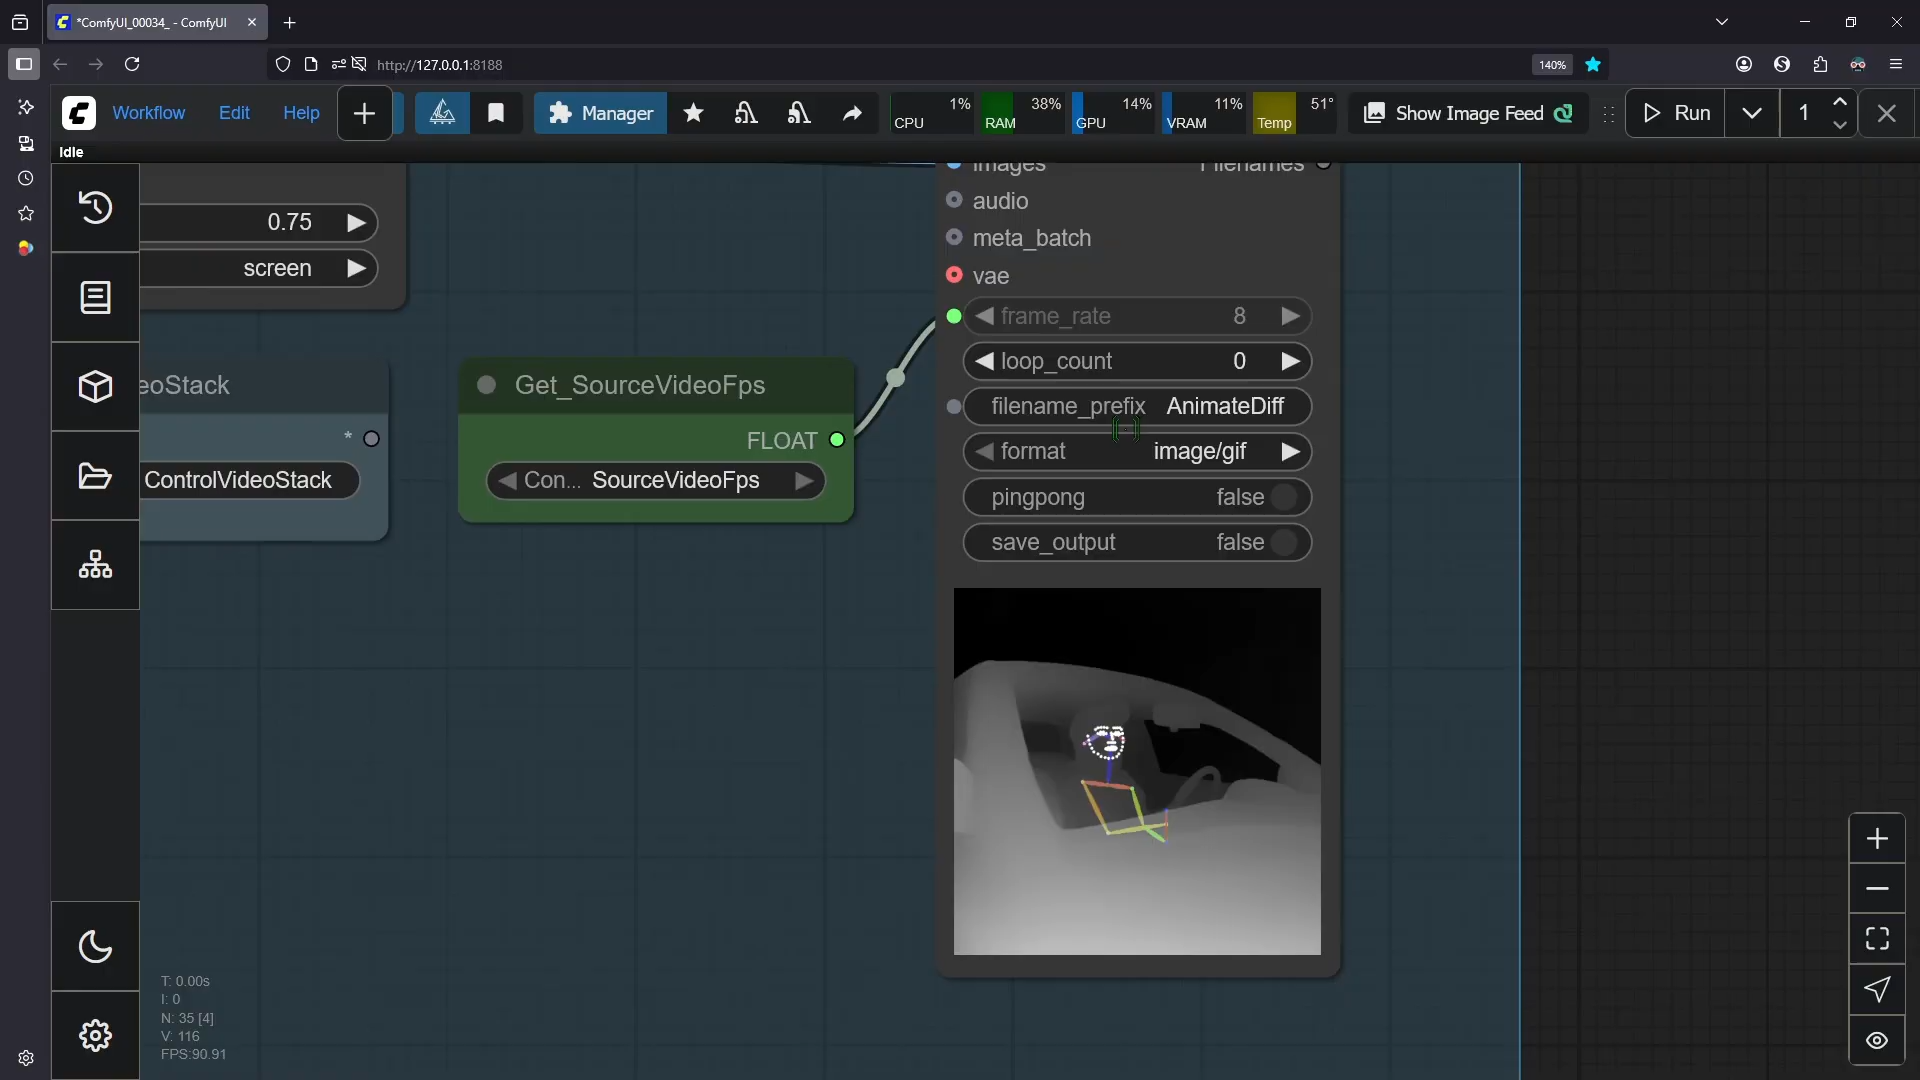 *ComfyUI_00034_ - ComfyUI
http://127.0.0.1:8188
140%
Workflow Edit Help
Manager
CPU 1%
RAM 38%
GPU 14%
VRAM 11%
Temp 51°
Show Image Feed
Run
1
Idle
images Filenames
audio
meta_batch
vae
frame_rate 8
loop_count 0
filename_prefix AnimateDiff
format image/gif
pingpong false
save_output false
0.75
screen
eoStack
*
ControlVideoStack
Get_SourceVideoFps
FLOAT
Con... SourceVideoFps
T: 0.00s
I: 0
N: 35 [4]
V: 116
FPS:90.91